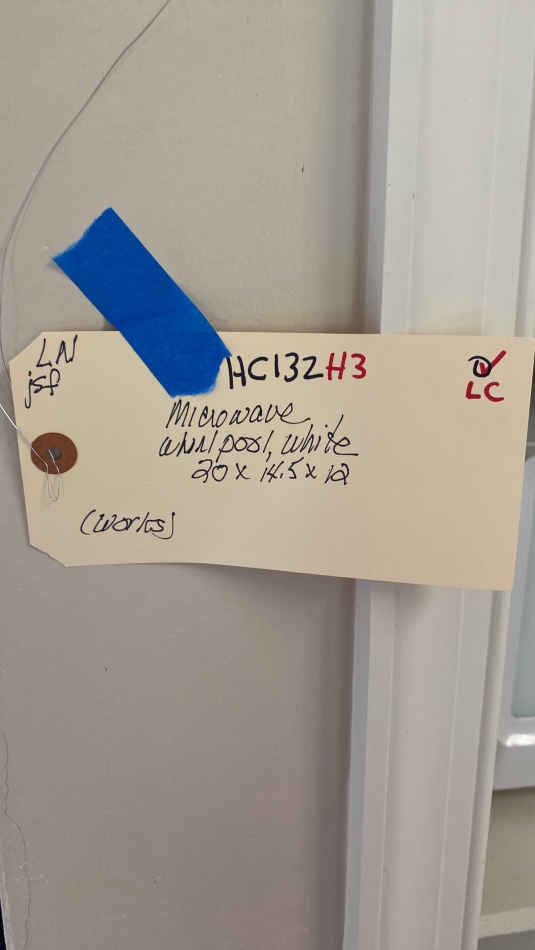 LN
jsf
HC132H3
D✓
LC
Microwave
Whirlpool, white
20 x 14.5 x 12
(works)